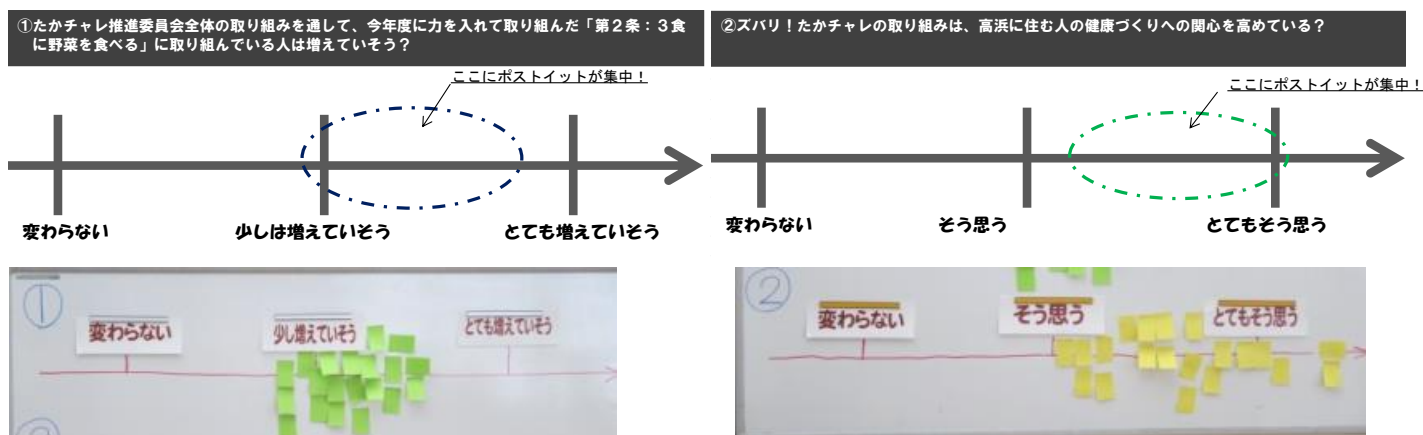 ①たかチャレ推進委員会全体の取り組みを通して、今年度に力を入れて取り組んだ「第２条：３食
に野菜を食べる」に取り組んでいる人は増えていそう？
ここにポストイットが集中！
変わらない
少しは増えていそう
とても増えていそう
②ズバリ！たかチャレの取り組みは、高浜に住む人の健康づくりへの関心を高めている？
ここにポストイットが集中！
変わらない
そう思う
とてもそう思う
①
変わらない
少し増えていそう
とても増えていそう
②
変わらない
そう思う
とてもそう思う